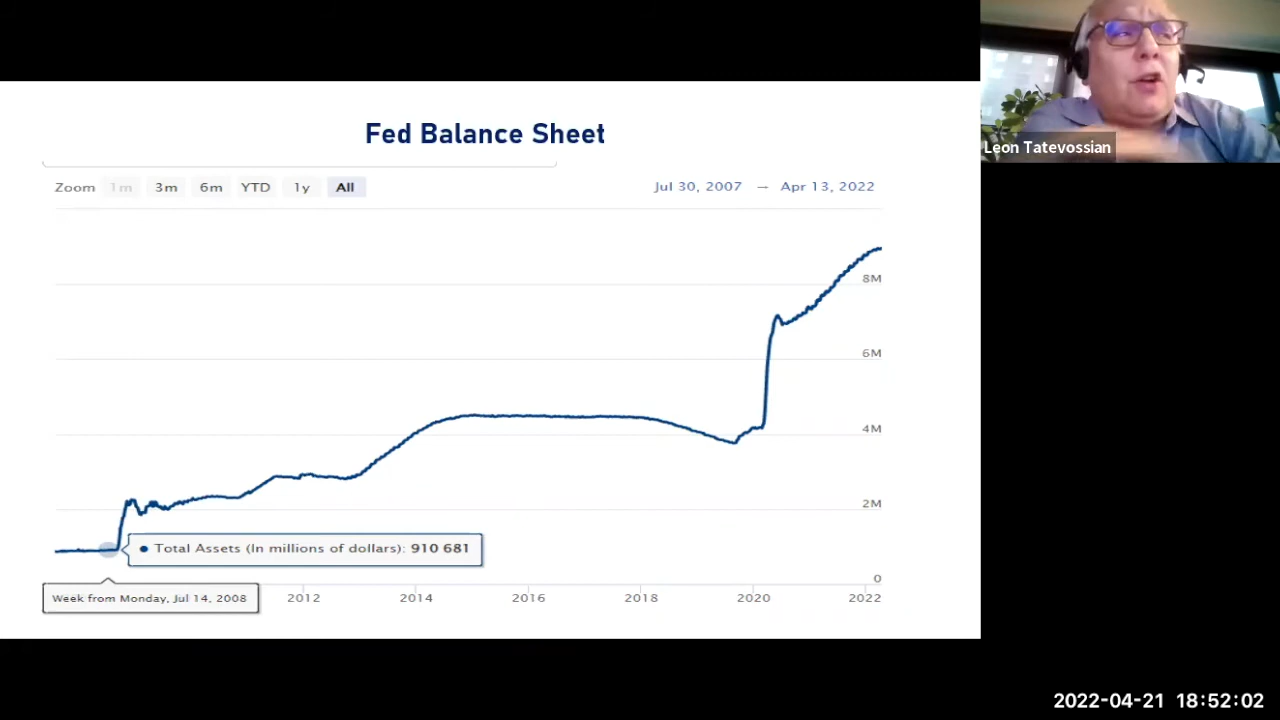 Fed Balance Sheet
Zoom 1m 3m 6m YTD 1y All
Jul 30, 2007 → Apr 13, 2022
8M
6M
4M
2M
0
● Total Assets (In millions of dollars): 910 681
Week from Monday, Jul 14, 2008
2012 2014 2016 2018 2020 2022
Leon Tatevossian
2022-04-21 18:52:02